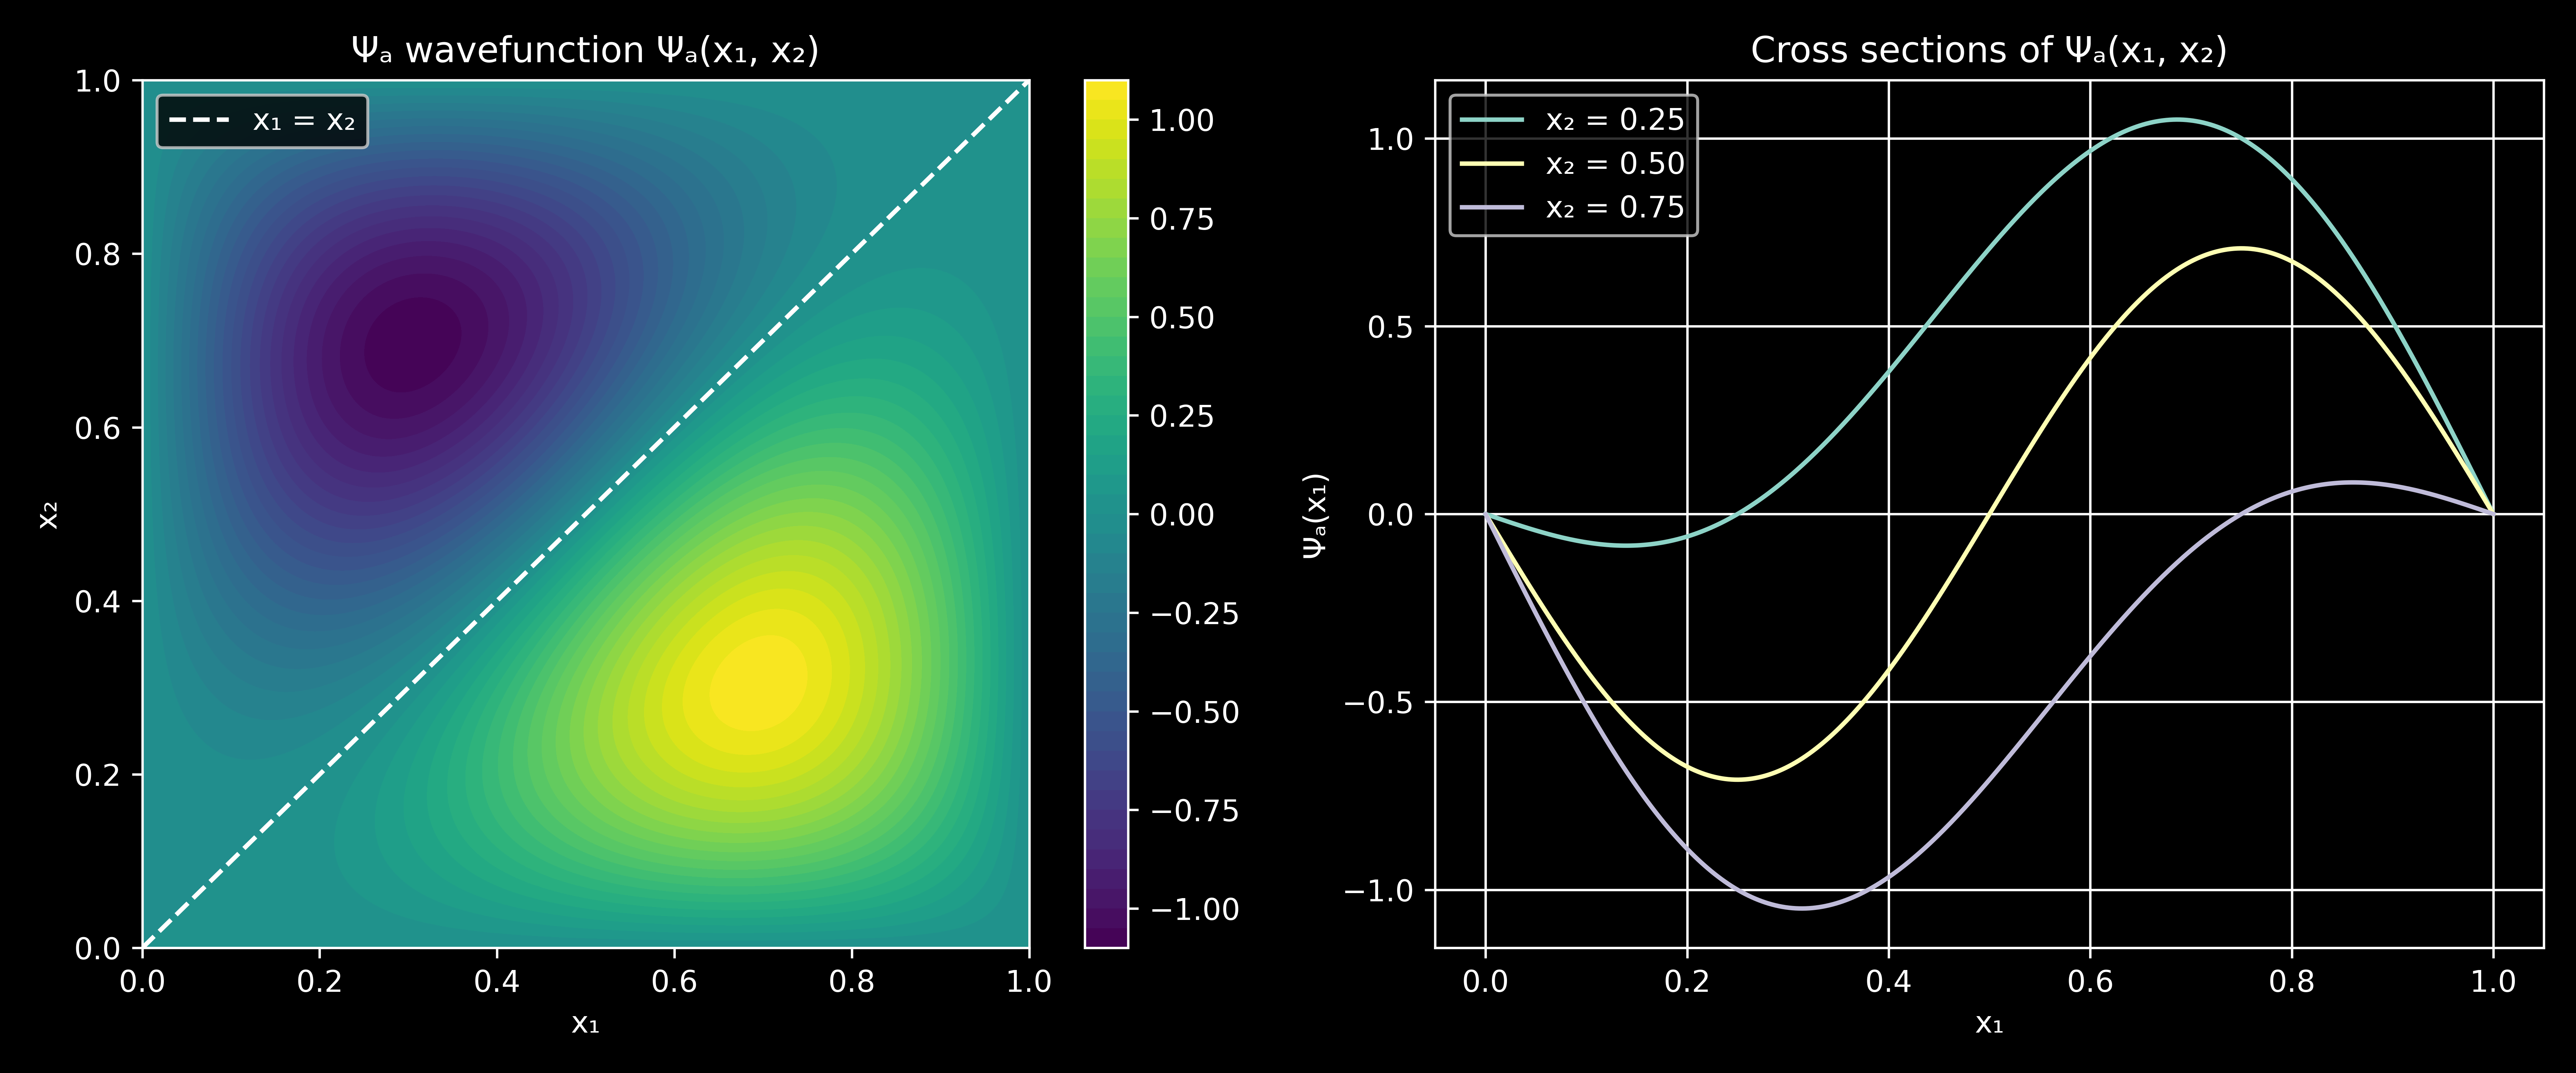 Ψₐ wavefunction Ψₐ(x₁, x₂)
x₁ = x₂
1.0
0.8
0.6
0.4
0.2
0.0
x₂
0.0 0.2 0.4 0.6 0.8 1.0
x₁
1.00
0.75
0.50
0.25
0.00
−0.25
−0.50
−0.75
−1.00
Cross sections of Ψₐ(x₁, x₂)
x₂ = 0.25
x₂ = 0.50
x₂ = 0.75
1.0
0.5
0.0
−0.5
−1.0
Ψₐ(x₁)
0.0 0.2 0.4 0.6 0.8 1.0
x₁